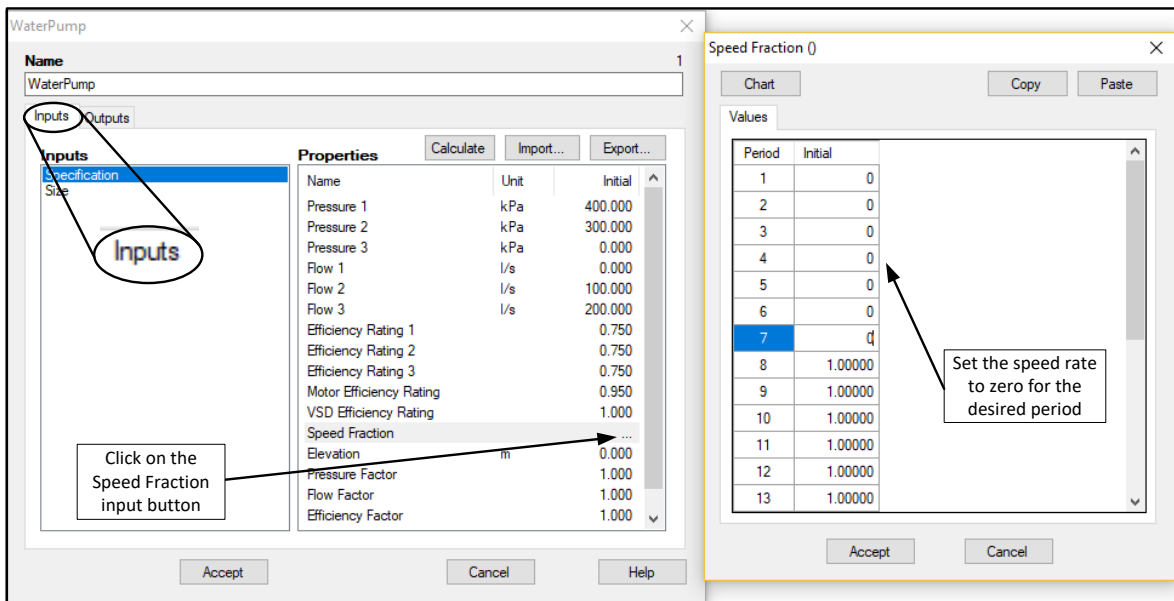 WaterPump
Name 1
WaterPump
Inputs Outputs
Inputs
Specification
Size
Inputs
Properties Calculate Import... Export...
Name Unit Initial
Pressure 1 kPa 400.000
Pressure 2 kPa 300.000
Pressure 3 kPa 0.000
Flow 1 l/s 0.000
Flow 2 l/s 100.000
Flow 3 l/s 200.000
Efficiency Rating 1 0.750
Efficiency Rating 2 0.750
Efficiency Rating 3 0.750
Motor Efficiency Rating 0.950
VSD Efficiency Rating 1.000
Speed Fraction ...
Elevation m 0.000
Pressure Factor 1.000
Flow Factor 1.000
Efficiency Factor 1.000
Click on the
Speed Fraction
input button
Accept Cancel Help
Speed Fraction ()
Chart Copy Paste
Values
Period Initial
1 0
2 0
3 0
4 0
5 0
6 0
7 0
8 1.00000
9 1.00000
10 1.00000
11 1.00000
12 1.00000
13 1.00000
Set the speed rate
to zero for the
desired period
Accept Cancel